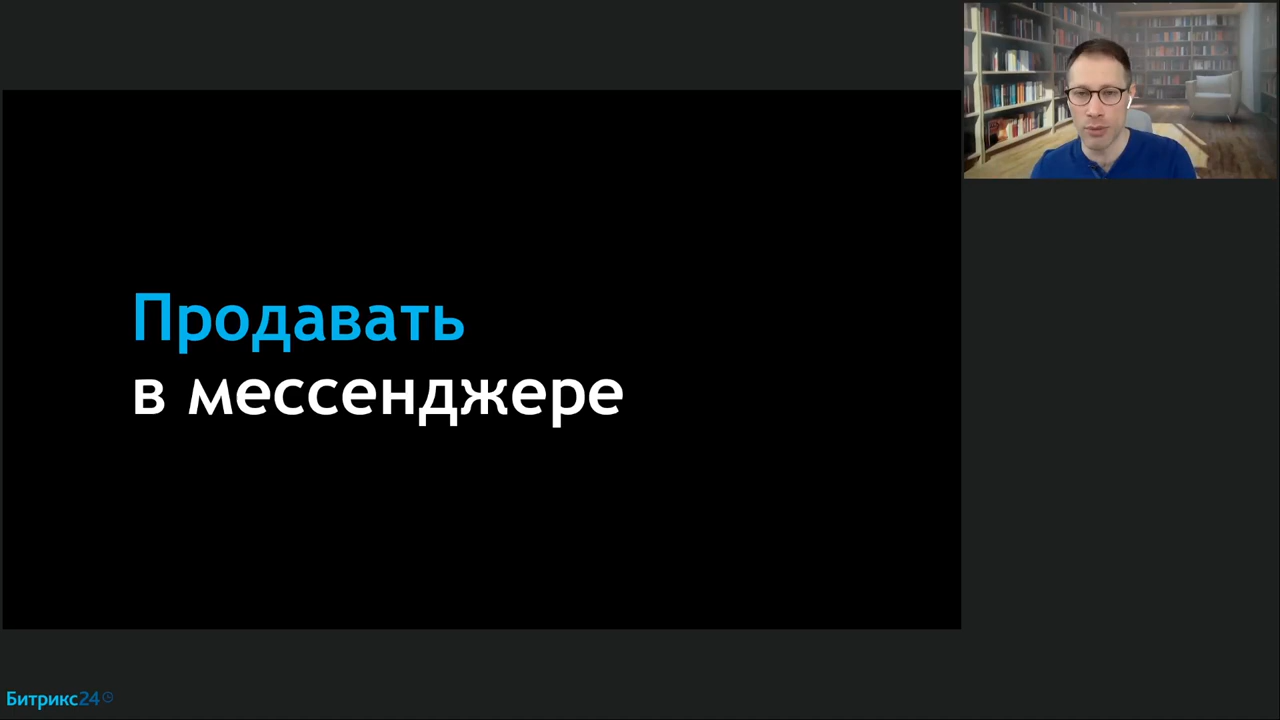 Продавать
в мессенджере
Битрикс24